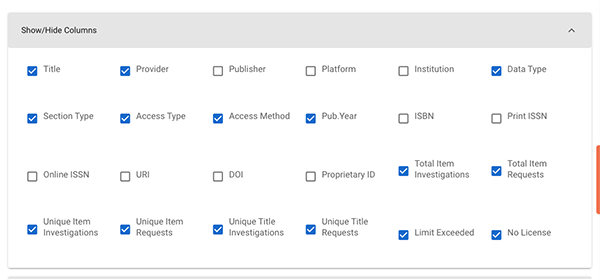 Show/Hide Columns
Title Provider Publisher Platform Institution Data Type
Section Type Access Type Access Method Pub.Year ISBN Print ISSN
Online ISSN URI DOI Proprietary ID Total Item Investigations Total Item Requests
Unique Item Investigations Unique Item Requests Unique Title Investigations Unique Title Requests Limit Exceeded No License